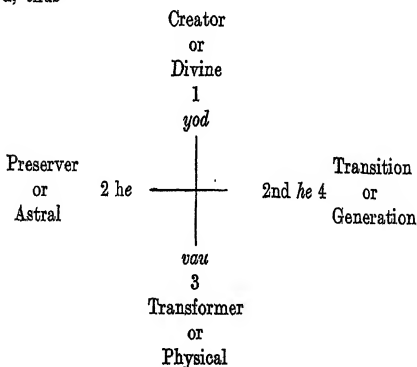 thus
Creator
or
Divine
1
yod
Preserver
or
Astral
2 he
2nd he 4
Transition
or
Generation
vau
3
Transformer
or
Physical